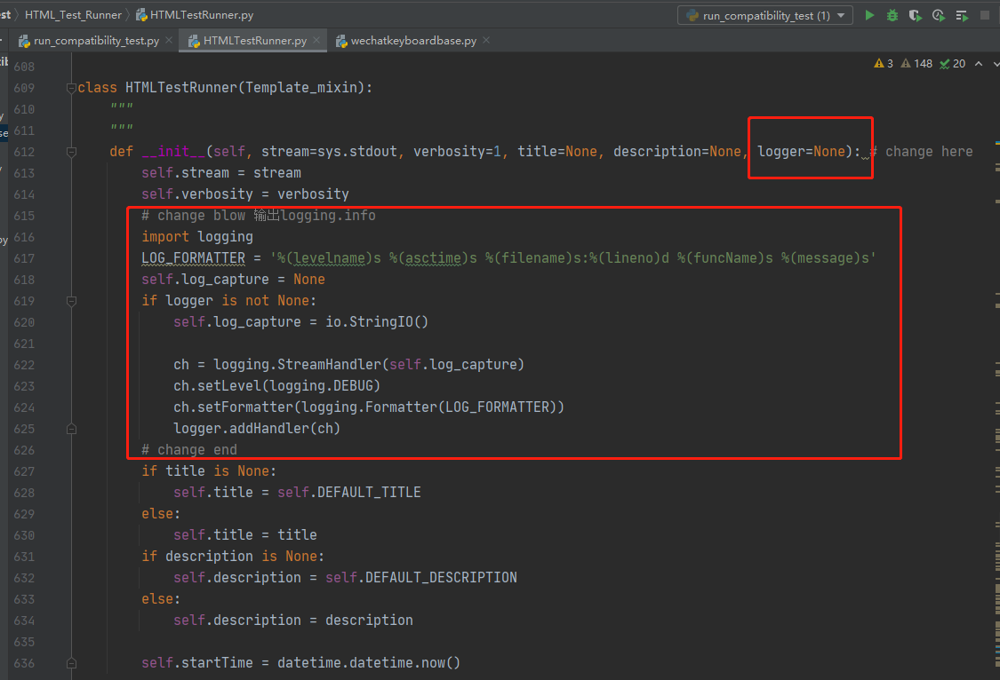 st HTML_Test_Runner HTMLTestRunner.py run_compatibility_test (1)
run_compatibility_test.py HTMLTestRunner.py wechatkeyboardbase.py
3 148 20
608
609 class HTMLTestRunner(Template_mixin):
610     """
611     """
612     def __init__(self, stream=sys.stdout, verbosity=1, title=None, description=None, logger=None): # change here
613         self.stream = stream
614         self.verbosity = verbosity
615         # change blow 输出logging.info
616         import logging
617         LOG_FORMATTER = '%(levelname)s %(asctime)s %(filename)s:%(lineno)d %(funcName)s %(message)s'
618         self.log_capture = None
619         if logger is not None:
620             self.log_capture = io.StringIO()
621
622             ch = logging.StreamHandler(self.log_capture)
623             ch.setLevel(logging.DEBUG)
624             ch.setFormatter(logging.Formatter(LOG_FORMATTER))
625             logger.addHandler(ch)
626         # change end
627         if title is None:
628             self.title = self.DEFAULT_TITLE
629         else:
630             self.title = title
631         if description is None:
632             self.description = self.DEFAULT_DESCRIPTION
633         else:
634             self.description = description
635
636         self.startTime = datetime.datetime.now()